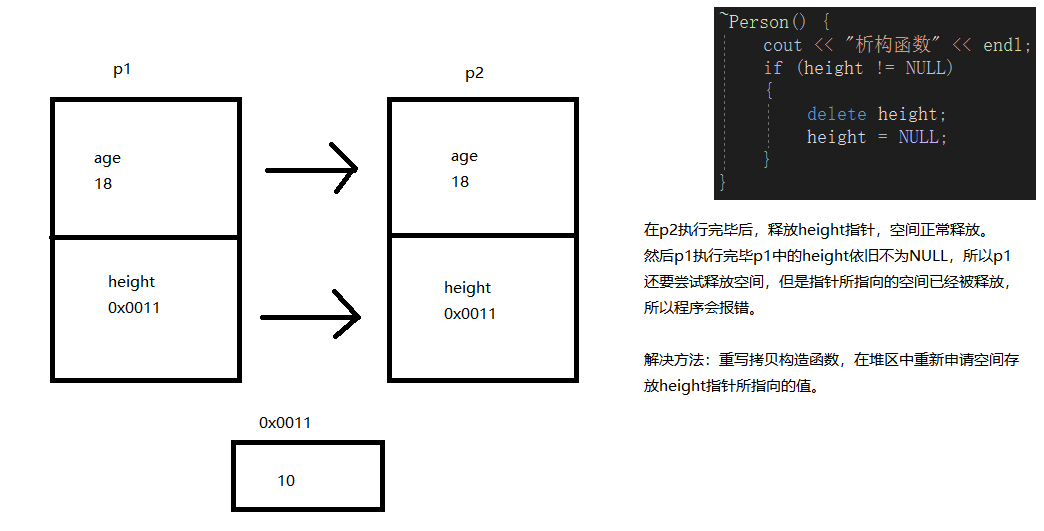 p1
p2
age
18
age
18
height
0x0011
height
0x0011
0x0011
10
~Person() {
cout << "析构函数" << endl;
if (height != NULL)
{
delete height;
height = NULL;
}
}
在p2执行完毕后，释放height指针，空间正常释放。
然后p1执行完毕p1中的height依旧不为NULL，所以p1
还要尝试释放空间，但是指针所指向的空间已经被释放，
所以程序会报错。
解决方法：重写拷贝构造函数，在堆区中重新申请空间存
放height指针所指向的值。